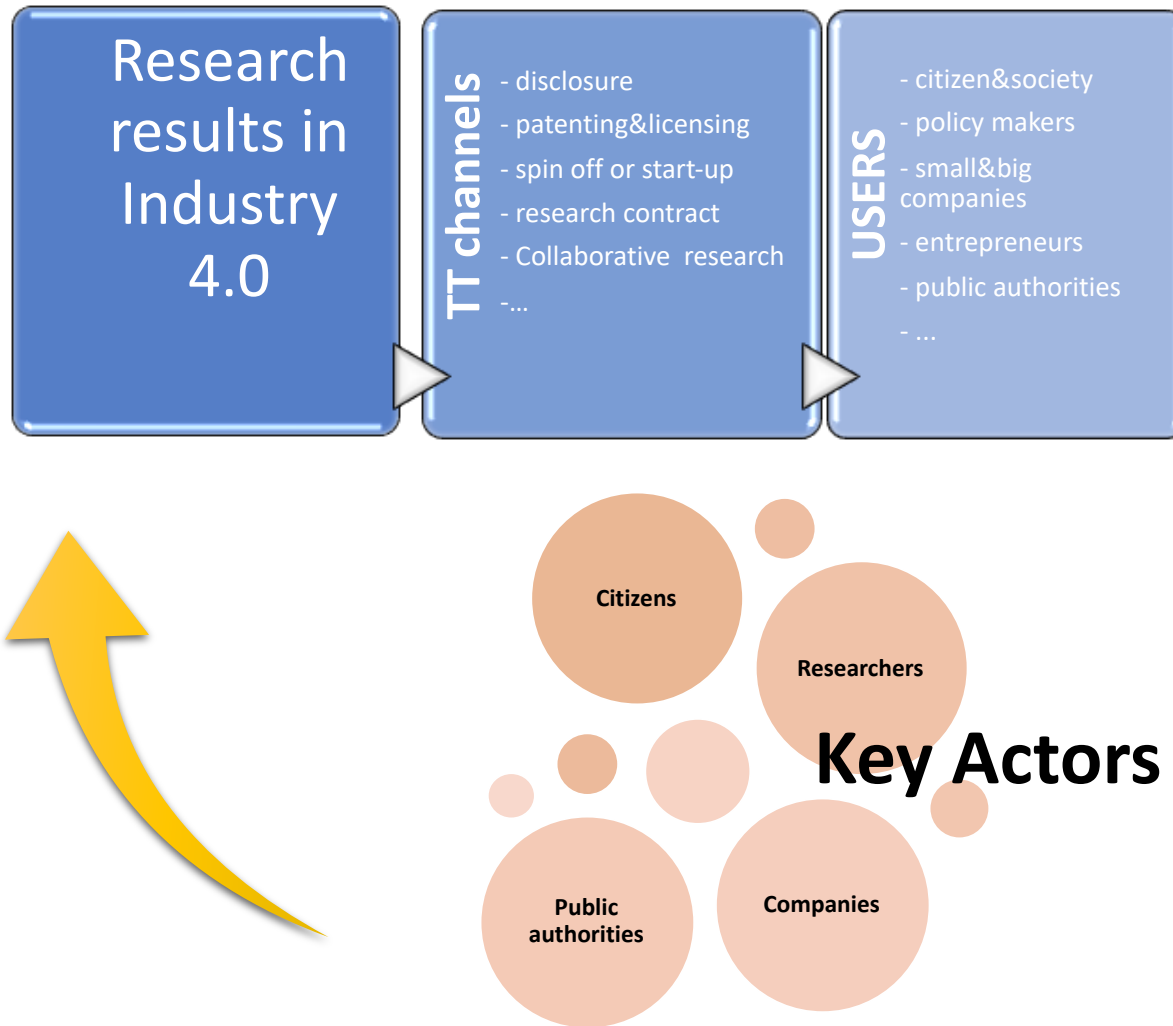 Research
results in
Industry
4.0
TT channels
- disclosure
- patenting&licensing
- spin off or start-up
- research contract
- Collaborative  research
-...
USERS
- citizen&society
- policy makers
- small&big
companies
- entrepreneurs
- public authorities
- ...
Citizens
Researchers
Key Actors
Public
authorities
Companies